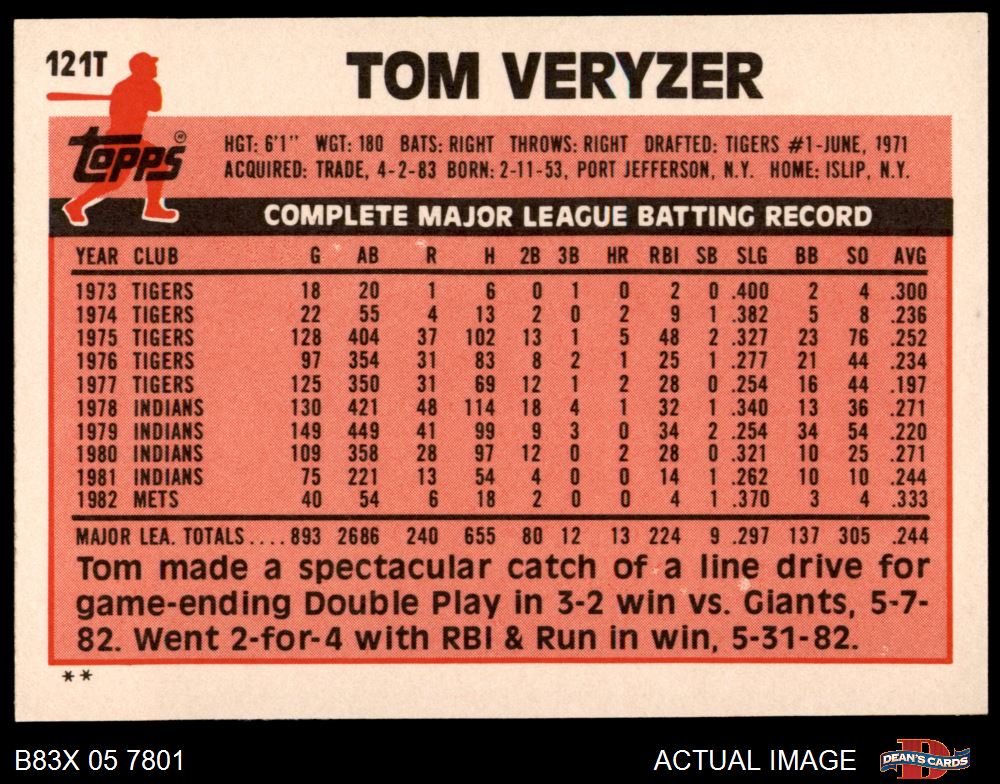 121T
TOM VERYZER
topps®
HGT: 6'1" WGT: 180 BATS: RIGHT THROWS: RIGHT DRAFTED: TIGERS #1-JUNE, 1971
ACQUIRED: TRADE, 4-2-83 BORN: 2-11-53, PORT JEFFERSON, N.Y. HOME: ISLIP, N.Y.
COMPLETE MAJOR LEAGUE BATTING RECORD
YEAR CLUB G AB R H 2B 3B HR RBI SB SLG BB SO AVG
1973 TIGERS 18 20 1 6 0 1 0 2 0 .400 2 4 .300
1974 TIGERS 22 55 4 13 2 0 2 9 1 .382 5 8 .236
1975 TIGERS 128 404 37 102 13 1 5 48 2 .327 23 76 .252
1976 TIGERS 97 354 31 83 8 2 1 25 1 .277 21 44 .234
1977 TIGERS 125 350 31 69 12 1 2 28 0 .254 16 44 .197
1978 INDIANS 130 421 48 114 18 4 1 32 1 .340 13 36 .271
1979 INDIANS 149 449 41 99 9 3 0 34 2 .254 34 54 .220
1980 INDIANS 109 358 28 97 12 0 2 28 0 .321 10 25 .271
1981 INDIANS 75 221 13 54 4 0 0 14 1 .262 10 10 .244
1982 METS 40 54 6 18 2 0 0 4 1 .370 3 4 .333
MAJOR LEA. TOTALS....893 2686 240 655 80 12 13 224 9 .297 137 305 .244
Tom made a spectacular catch of a line drive for
game-ending Double Play in 3-2 win vs. Giants, 5-7-
82. Went 2-for-4 with RBI & Run in win, 5-31-82.
**
B83X 05 7801 ACTUAL IMAGE DEAN'S CARDS